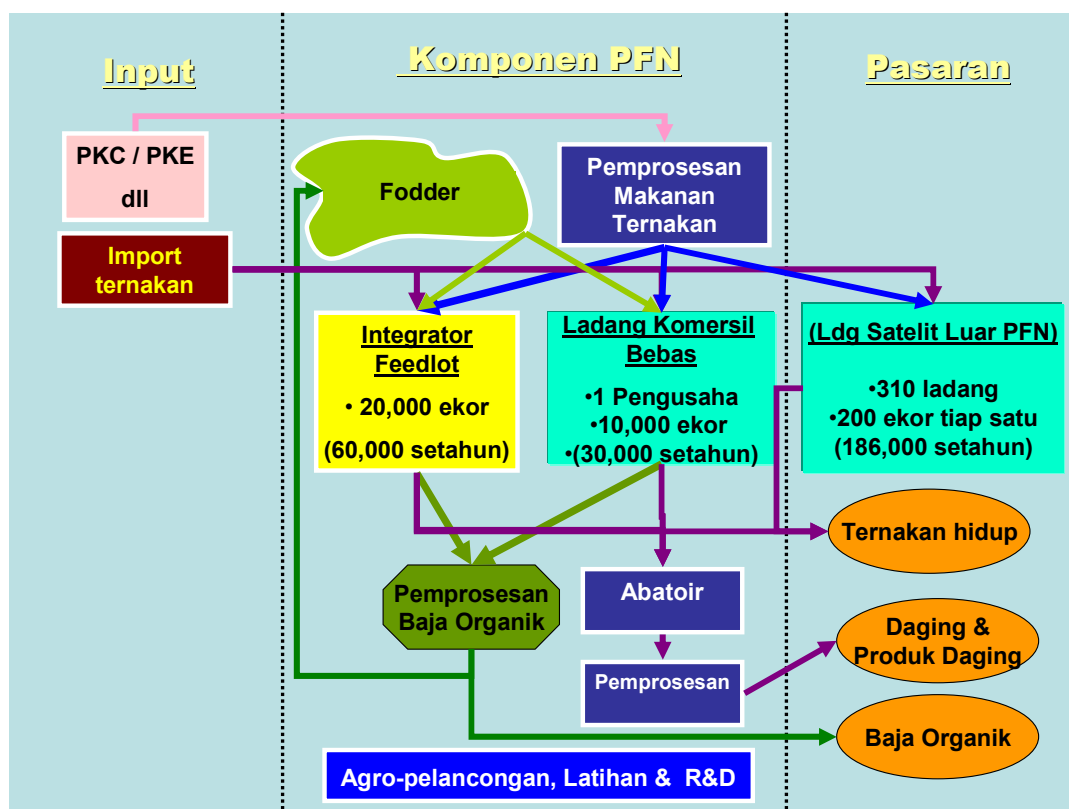 Input
Komponen PFN
Pasaran
PKC / PKE
dll
Fodder
Pemprosesan
Makanan
Ternakan
Import
ternakan
Integrator
Feedlot
• 20,000 ekor
(60,000 setahun)
Ladang Komersil
Bebas
•1 Pengusaha
•10,000 ekor
•(30,000 setahun)
(Ldg Satelit Luar PFN)
•310 ladang
•200 ekor tiap satu
(186,000 setahun)
Ternakan hidup
Pemprosesan
Baja Organik
Abatoir
Daging &
Produk Daging
Pemprosesan
Baja Organik
Agro-pelancongan, Latihan & R&D